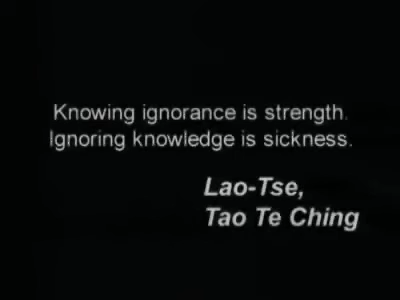 Knowing ignorance is strength.
Ignoring knowledge is sickness.
Lao-Tse,
Tao Te Ching